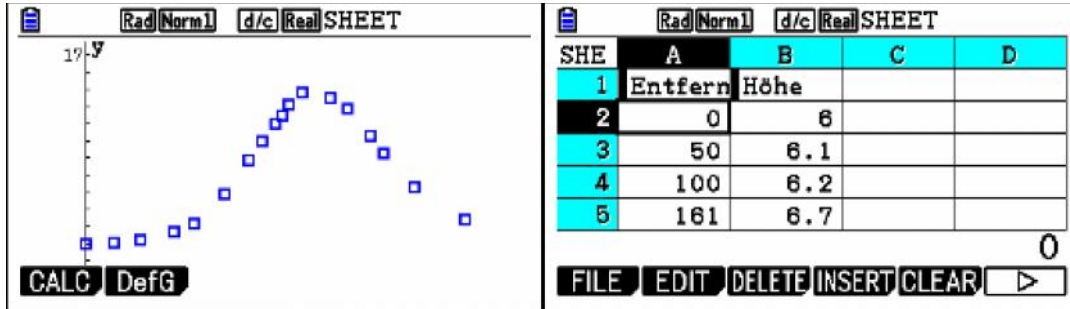 Rad Norm1 d/c Real SHEET
17 y
CALC DefG
Rad Norm1 d/c Real SHEET
SHE A B C D
1 Entfern Höhe
2 0 6
3 50 6.1
4 100 6.2
5 161 6.7
0
FILE EDIT DELETE INSERT CLEAR ▷